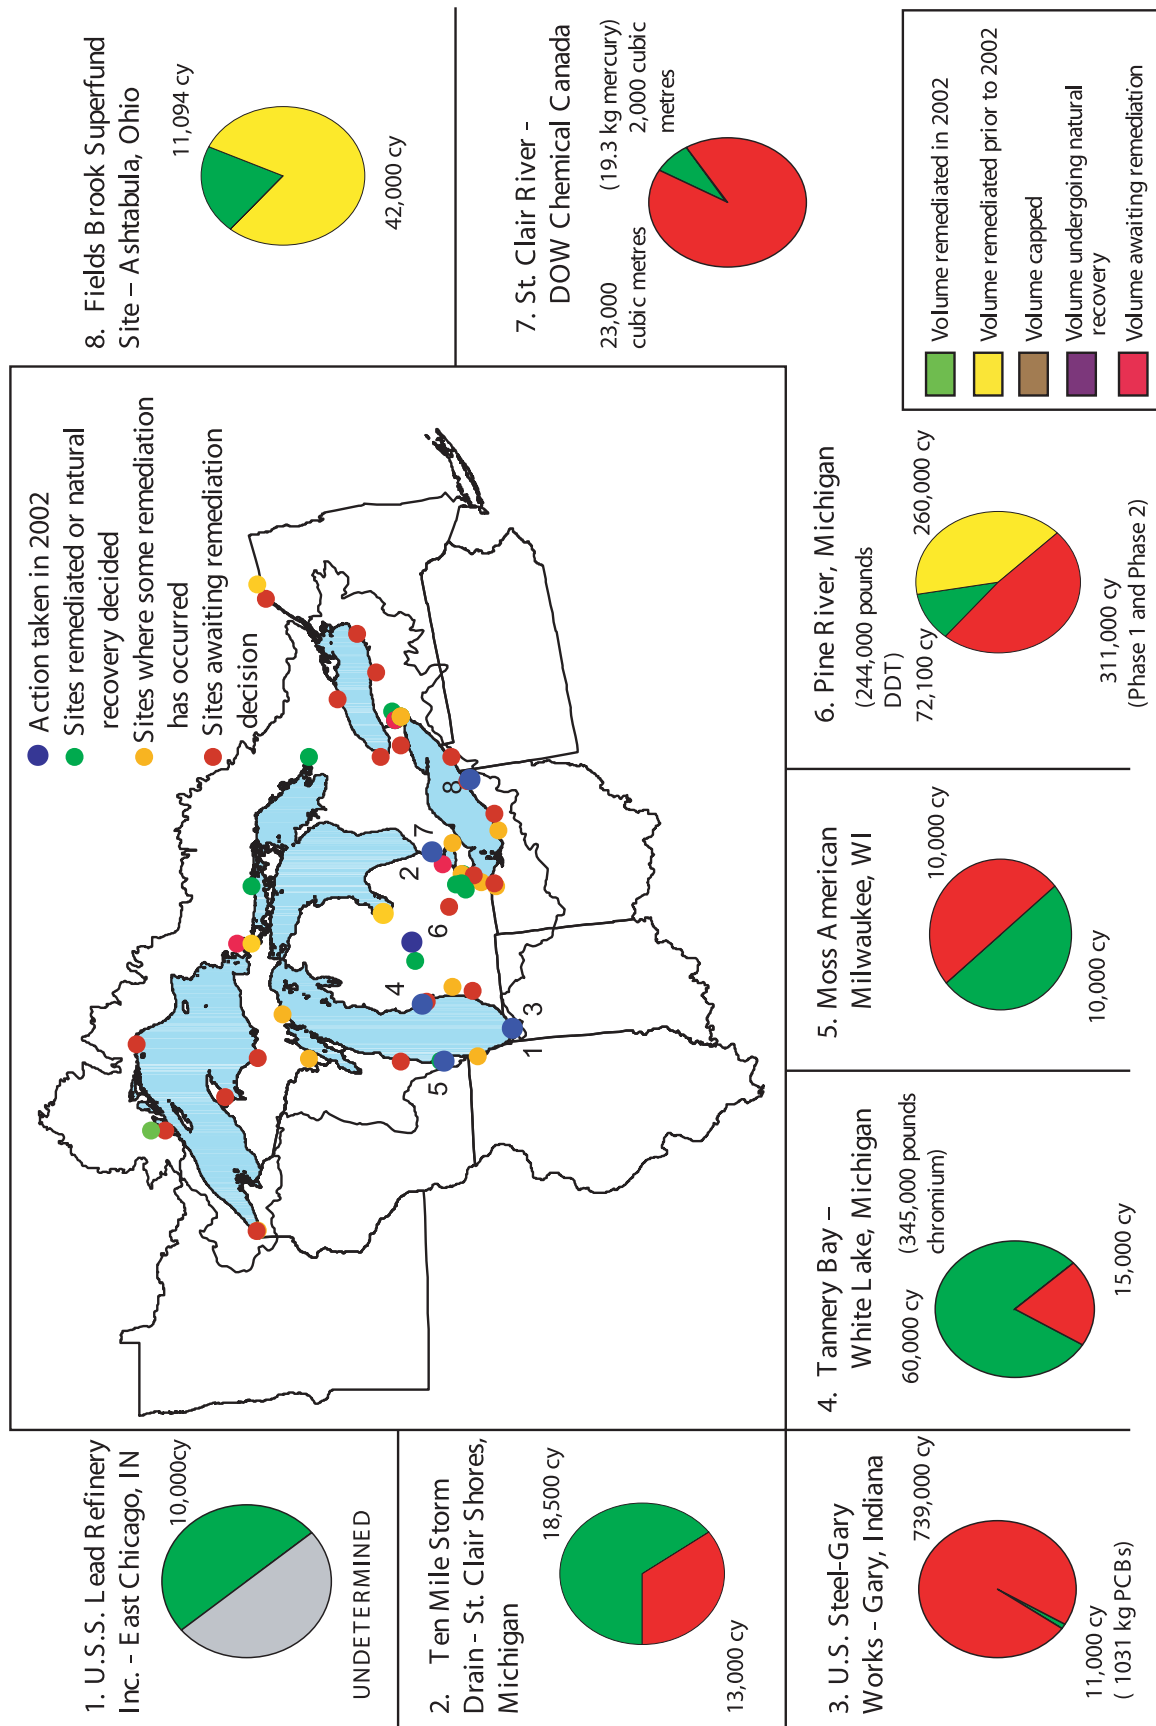 1. U.S.S. Lead Refinery
Inc. - East Chicago, IN
10,000cy
UNDETERMINED
2. Ten Mile Storm
Drain - St. Clair Shores,
Michigan
18,500 cy
13,000 cy
3. U.S. Steel-Gary
Works - Gary, Indiana
739,000 cy
11,000 cy
( 1031 kg PCBs)
4. Tannery Bay –
White Lake, Michigan
60,000 cy
(345,000 pounds
chromium)
15,000 cy
5. Moss American
Milwaukee, WI
10,000 cy
10,000 cy
6. Pine River, Michigan
(244,000 pounds
DDT)
72,100 cy
260,000 cy
311,000 cy
(Phase 1 and Phase 2)
7. St. Clair River –
DOW Chemical Canada
23,000
cubic metres
(19.3 kg mercury)
2,000 cubic
metres
8. Fields Brook Superfund
Site – Ashtabula, Ohio
11,094 cy
42,000 cy
Action taken in 2002
Sites remediated or natural
recovery decided
Sites where some remediation
has occurred
Sites awaiting remediation
decision
1
3
5
4
6
2
7
8
Volume remediated in 2002
Volume remediated prior to 2002
Volume capped
Volume undergoing natural
recovery
Volume awaiting remediation